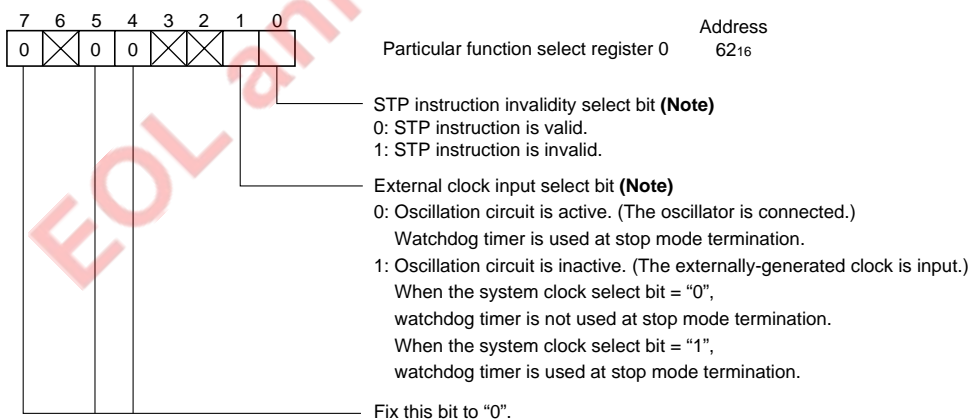 7 6 5 4 3 2 1 0
Address
0 0 0
Particular function select register 0 62₁₆
STP instruction invalidity select bit (Note)
0: STP instruction is valid.
1: STP instruction is invalid.
External clock input select bit (Note)
0: Oscillation circuit is active. (The oscillator is connected.)
Watchdog timer is used at stop mode termination.
1: Oscillation circuit is inactive. (The externally-generated clock is input.)
When the system clock select bit = “0”,
watchdog timer is not used at stop mode termination.
When the system clock select bit = “1”,
watchdog timer is used at stop mode termination.
Fix this bit to “0”.
EOL